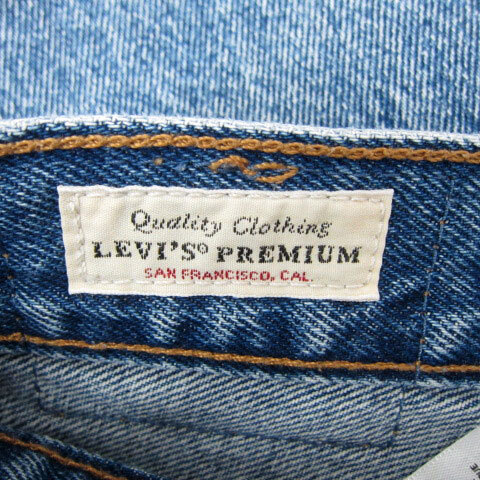 Quality Clothing
LEVI'S® PREMIUM
SAN FRANCISCO, CAL.